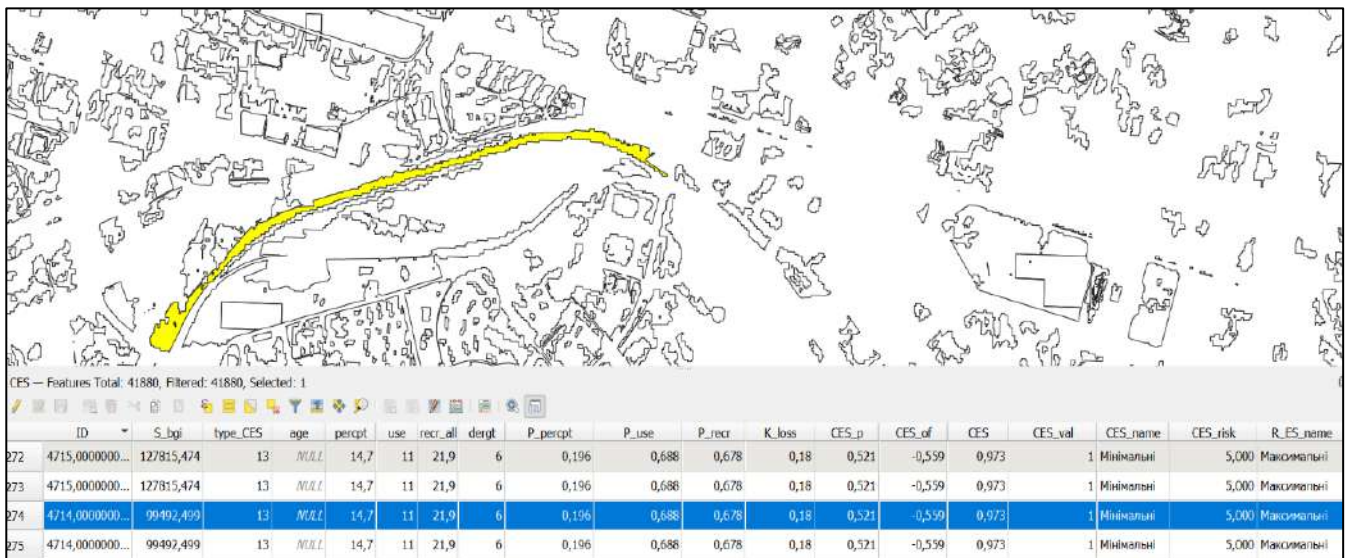 CES — Features Total: 41880, Filtered: 41880, Selected: 1
ID S_bgi type_CES age percpt use recr_all dergt P_percpt P_use P_recr K_loss CES_p CES_of CES CES_val CES_name CES_risk R_ES_name
272 4715,0000000... 127815,474 13 NULL 14,7 11 21,9 6 0,196 0,688 0,678 0,18 0,521 -0,559 0,973 1 Мінімальні 5,000 Максимальні
273 4715,0000000... 127815,474 13 NULL 14,7 11 21,9 6 0,196 0,688 0,678 0,18 0,521 -0,559 0,973 1 Мінімальні 5,000 Максимальні
274 4714,0000000... 99492,499 13 NULL 14,7 11 21,9 6 0,196 0,688 0,678 0,18 0,521 -0,559 0,973 1 Мінімальні 5,000 Максимальні
275 4714,0000000... 99492,499 13 NULL 14,7 11 21,9 6 0,196 0,688 0,678 0,18 0,521 -0,559 0,973 1 Мінімальні 5,000 Максимальні